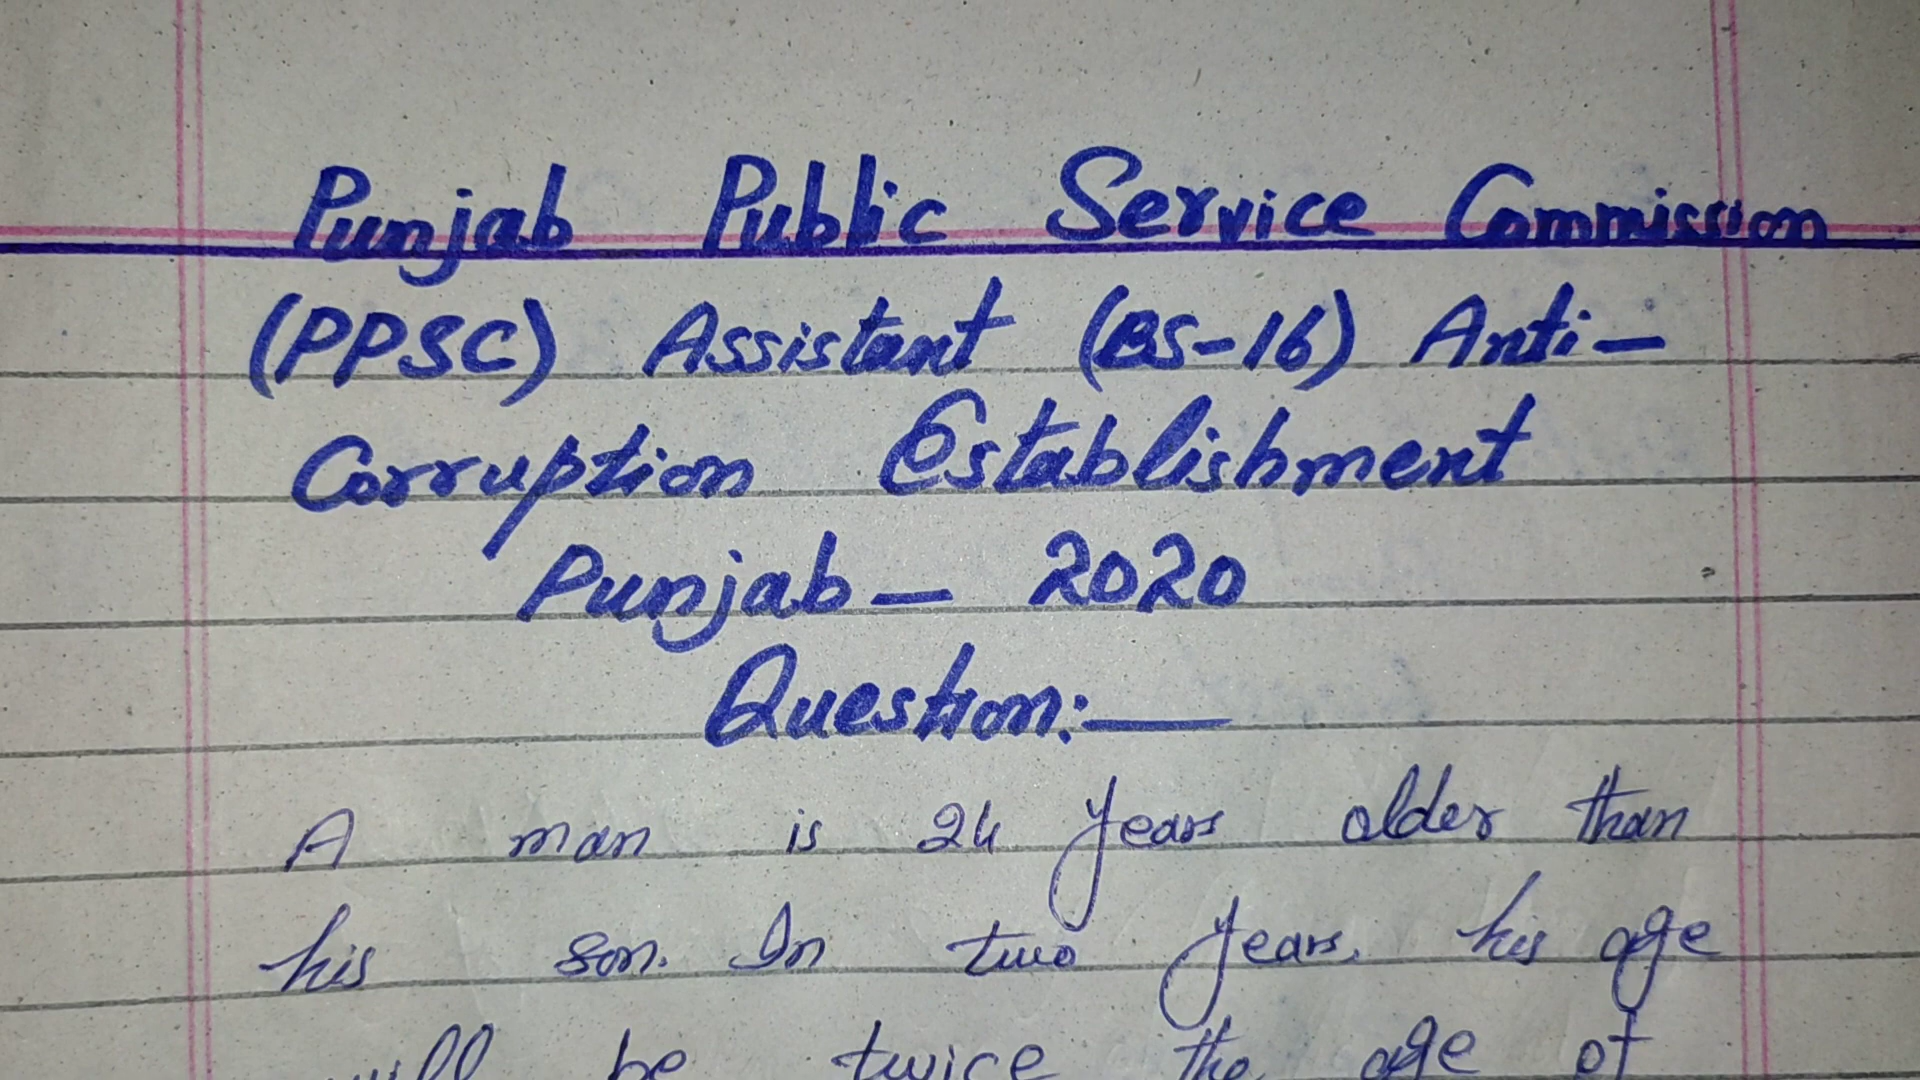 Punjab Public Service Commission
(PPSC) Assistant (BS-16) Anti-
Corruption Establishment
Punjab - 2020
Question:-
A man is 24 years older than
his son. In two years, his age
will be twice the age of